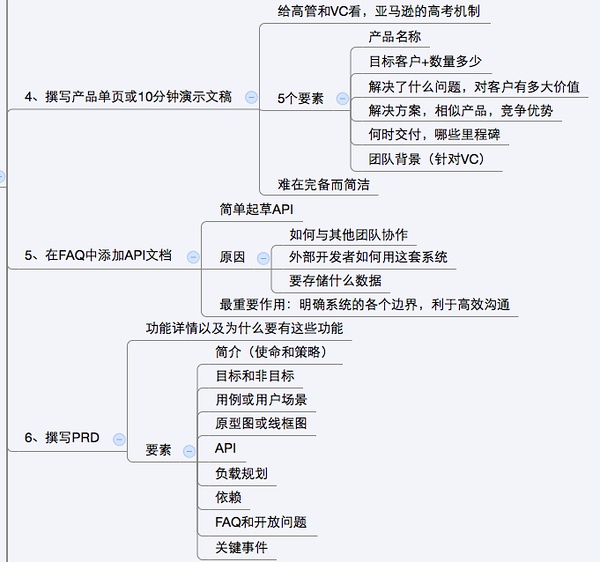 给高管和VC看，亚马逊的高考机制
产品名称
目标客户+数量多少
4、撰写产品单页或10分钟演示文稿
5个要素
解决了什么问题，对客户有多大价值
解决方案，相似产品，竞争优势
何时交付，哪些里程碑
团队背景（针对VC）
难在完备而简洁
简单起草API
如何与其他团队协作
5、在FAQ中添加API文档
原因
外部开发者如何用这套系统
要存储什么数据
最重要作用：明确系统的各个边界，利于高效沟通
功能详情以及为什么要有这些功能
简介（使命和策略）
目标和非目标
用例或用户场景
原型图或线框图
6、撰写PRD
要素
API
负载规划
依赖
FAQ和开放问题
关键事件